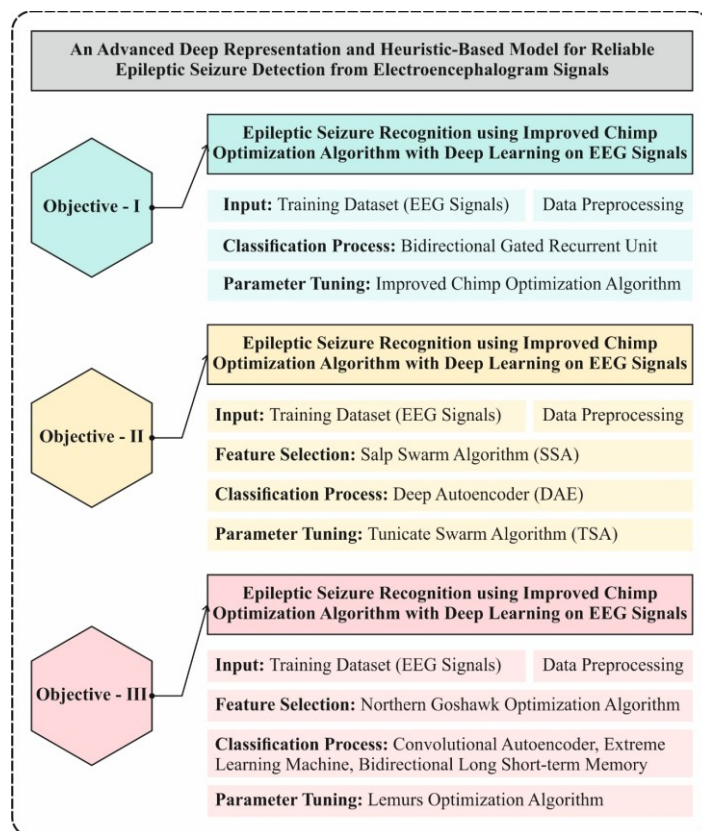 An Advanced Deep Representation and Heuristic-Based Model for Reliable
Epileptic Seizure Detection from Electroencephalogram Signals
Objective - I
Epileptic Seizure Recognition using Improved Chimp
Optimization Algorithm with Deep Learning on EEG Signals
Input: Training Dataset (EEG Signals)
Data Preprocessing
Classification Process: Bidirectional Gated Recurrent Unit
Parameter Tuning: Improved Chimp Optimization Algorithm
Objective - II
Epileptic Seizure Recognition using Improved Chimp
Optimization Algorithm with Deep Learning on EEG Signals
Input: Training Dataset (EEG Signals)
Data Preprocessing
Feature Selection: Salp Swarm Algorithm (SSA)
Classification Process: Deep Autoencoder (DAE)
Parameter Tuning: Tunicate Swarm Algorithm (TSA)
Objective - III
Epileptic Seizure Recognition using Improved Chimp
Optimization Algorithm with Deep Learning on EEG Signals
Input: Training Dataset (EEG Signals)
Data Preprocessing
Feature Selection: Northern Goshawk Optimization Algorithm
Classification Process: Convolutional Autoencoder, Extreme
Learning Machine, Bidirectional Long Short-term Memory
Parameter Tuning: Lemurs Optimization Algorithm